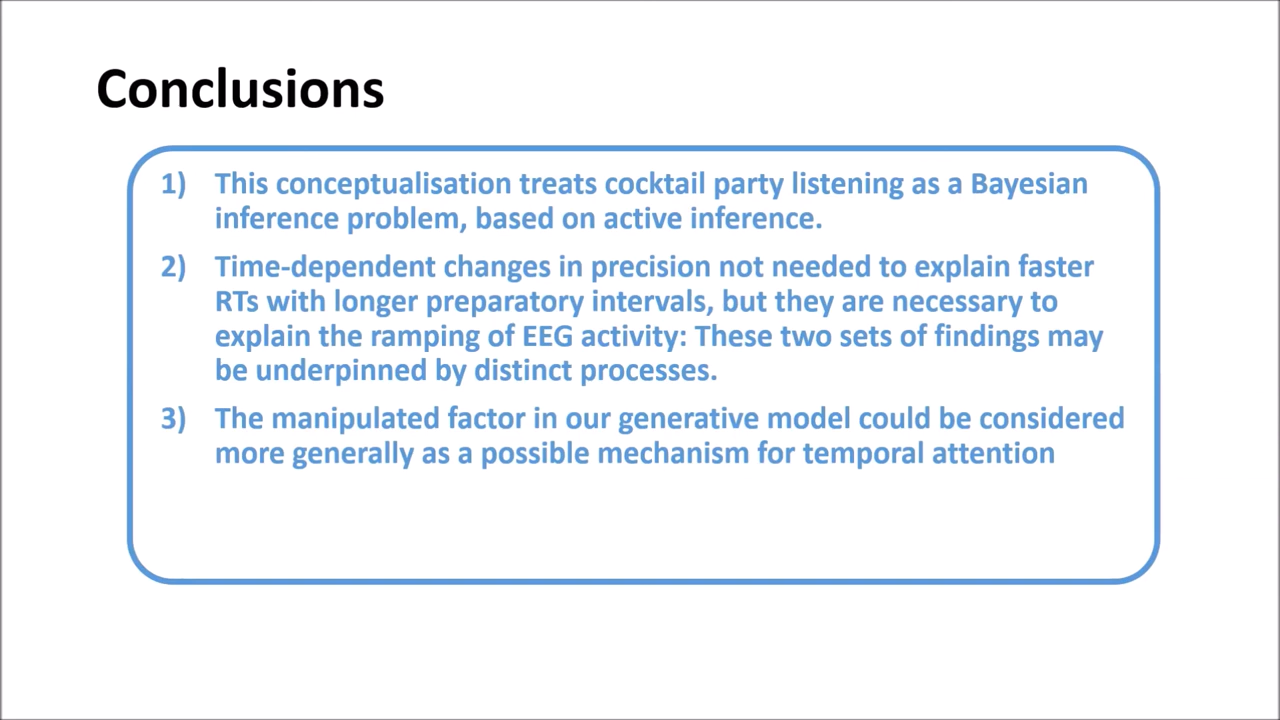 Conclusions
1) This conceptualisation treats cocktail party listening as a Bayesian
inference problem, based on active inference.
2) Time-dependent changes in precision not needed to explain faster
RTs with longer preparatory intervals, but they are necessary to
explain the ramping of EEG activity: These two sets of findings may
be underpinned by distinct processes.
3) The manipulated factor in our generative model could be considered
more generally as a possible mechanism for temporal attention